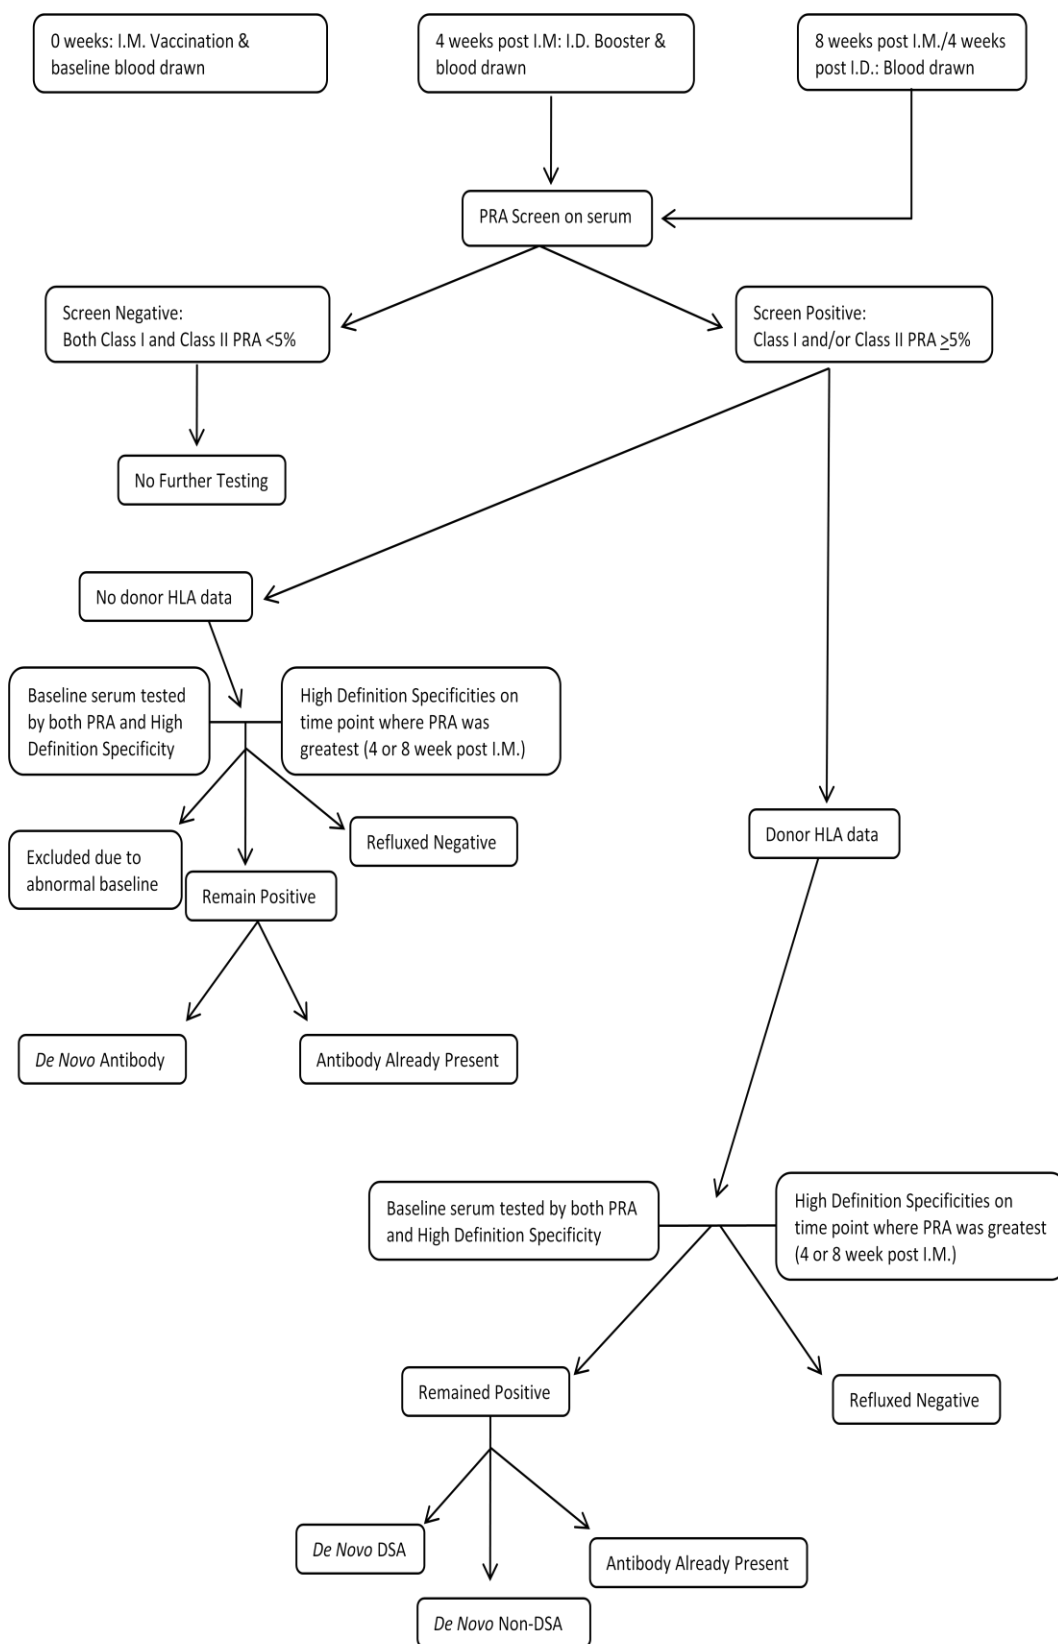 0 weeks: I.M. Vaccination &
baseline blood drawn
4 weeks post I.M: I.D. Booster &
blood drawn
8 weeks post I.M./4 weeks
post I.D.: Blood drawn
PRA Screen on serum
Screen Negative:
Both Class I and Class II PRA <5%
Screen Positive:
Class I and/or Class II PRA ≥5%
No Further Testing
No donor HLA data
Baseline serum tested
by both PRA and High
Definition Specificity
High Definition Specificities on
time point where PRA was
greatest (4 or 8 week post I.M.)
Donor HLA data
Refluxed Negative
Excluded due to
abnormal baseline
Remain Positive
De Novo Antibody
Antibody Already Present
Baseline serum tested by both PRA
and High Definition Specificity
High Definition Specificities on
time point where PRA was greatest
(4 or 8 week post I.M.)
Remained Positive
Refluxed Negative
De Novo DSA
Antibody Already Present
De Novo Non-DSA